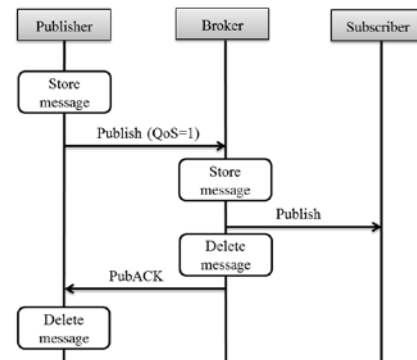 Publisher
Broker
Subscriber
Store
message
Publish (QoS=1)
Store
message
Publish
Delete
message
PubACK
Delete
message